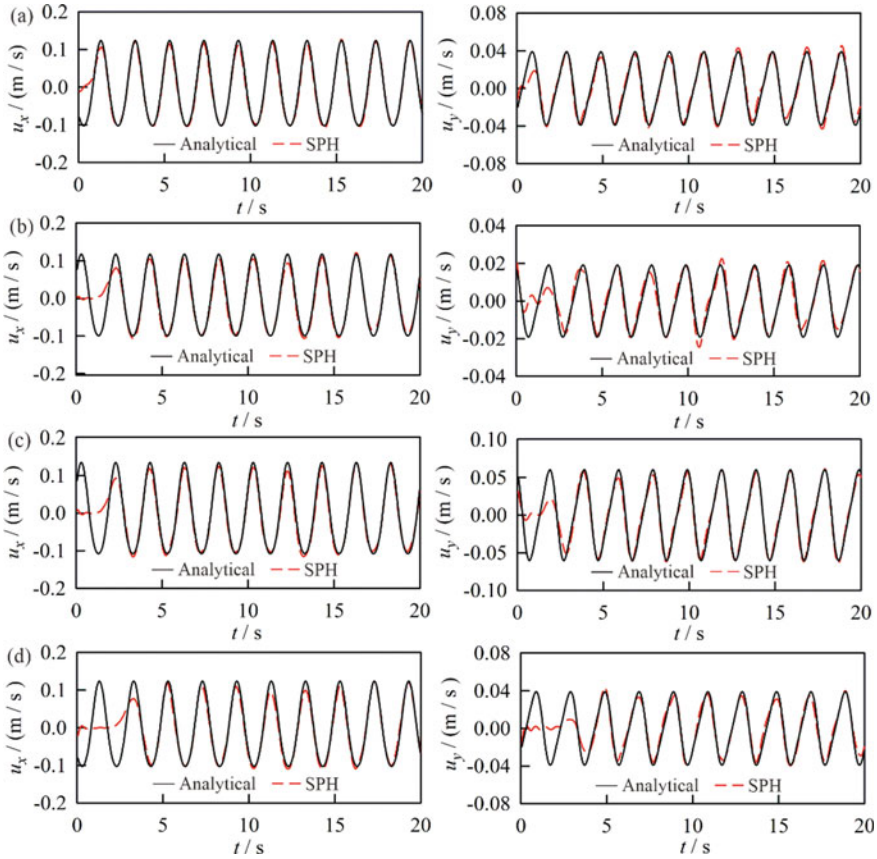 (a)
0.2
0.1
0.0
-0.1
-0.2
u_x / (m / s)
Analytical SPH
0 5 10 15 20
t / s
0.08
0.04
0.00
-0.04
-0.08
u_y / (m / s)
Analytical SPH
0 5 10 15 20
t / s
(b)
0.2
0.1
0.0
-0.1
-0.2
u_x / (m / s)
Analytical SPH
0 5 10 15 20
t / s
0.04
0.02
0.00
-0.02
-0.04
u_y / (m / s)
Analytical SPH
0 5 10 15 20
t / s
(c)
0.2
0.1
0.0
-0.1
-0.2
u_x / (m / s)
Analytical SPH
0 5 10 15 20
t / s
0.10
0.05
0.00
-0.05
-0.10
u_y / (m / s)
Analytical SPH
0 5 10 15 20
t / s
(d)
0.2
0.1
0.0
-0.1
-0.2
u_x / (m / s)
Analytical SPH
0 5 10 15 20
t / s
0.08
0.04
0.00
-0.04
-0.08
u_y / (m / s)
Analytical SPH
0 5 10 15 20
t / s